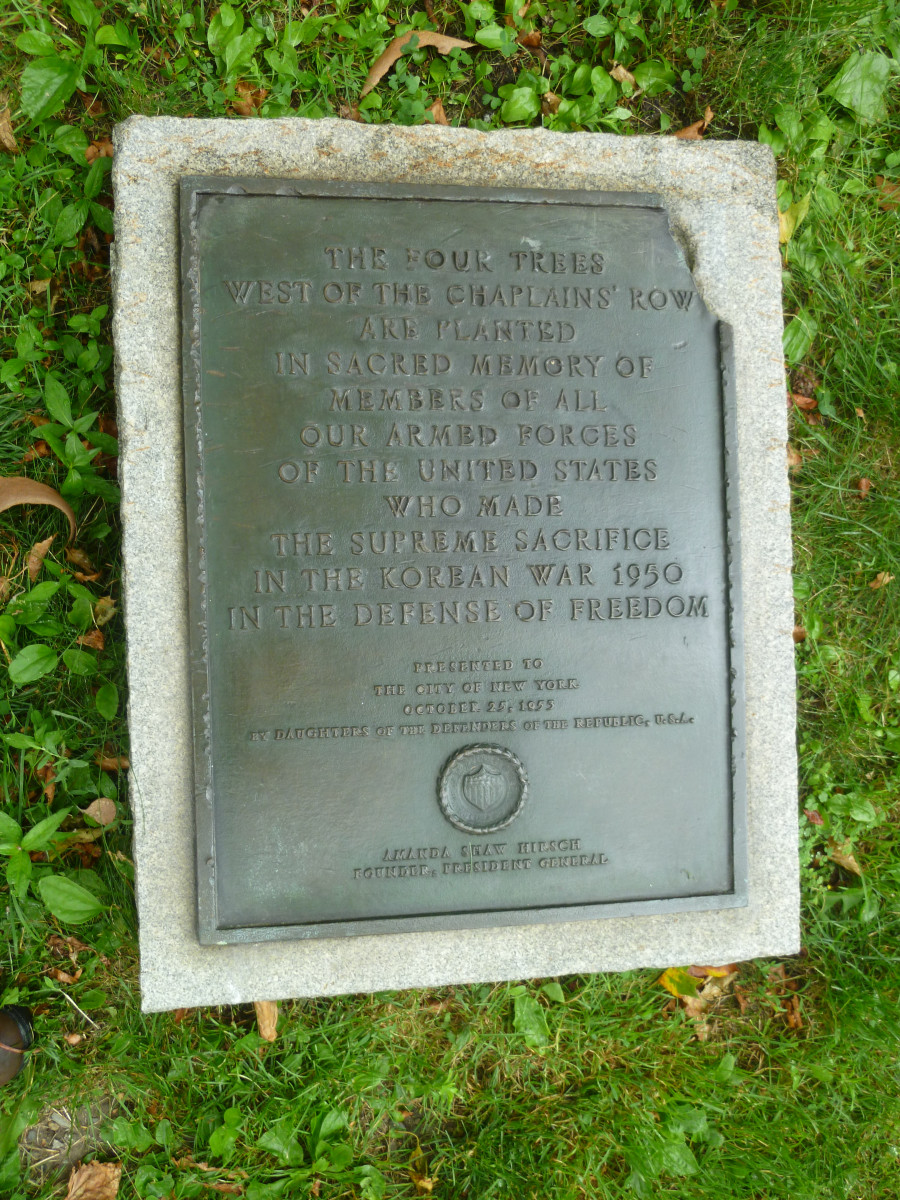 THE FOUR TREES
WEST OF THE CHAPLAINS' ROW
ARE PLANTED
IN SACRED MEMORY OF
MEMBERS OF ALL
OUR ARMED FORCES
OF THE UNITED STATES
WHO MADE
THE SUPREME SACRIFICE
IN THE KOREAN WAR 1950
IN THE DEFENSE OF FREEDOM
PRESENTED TO
THE CITY OF NEW YORK
OCTOBER 25, 1953
BY DAUGHTERS OF THE DEFENDERS OF THE REPUBLIC, U.S.A.
AMANDA SHAW HIRSCH
FOUNDER, PRESIDENT GENERAL